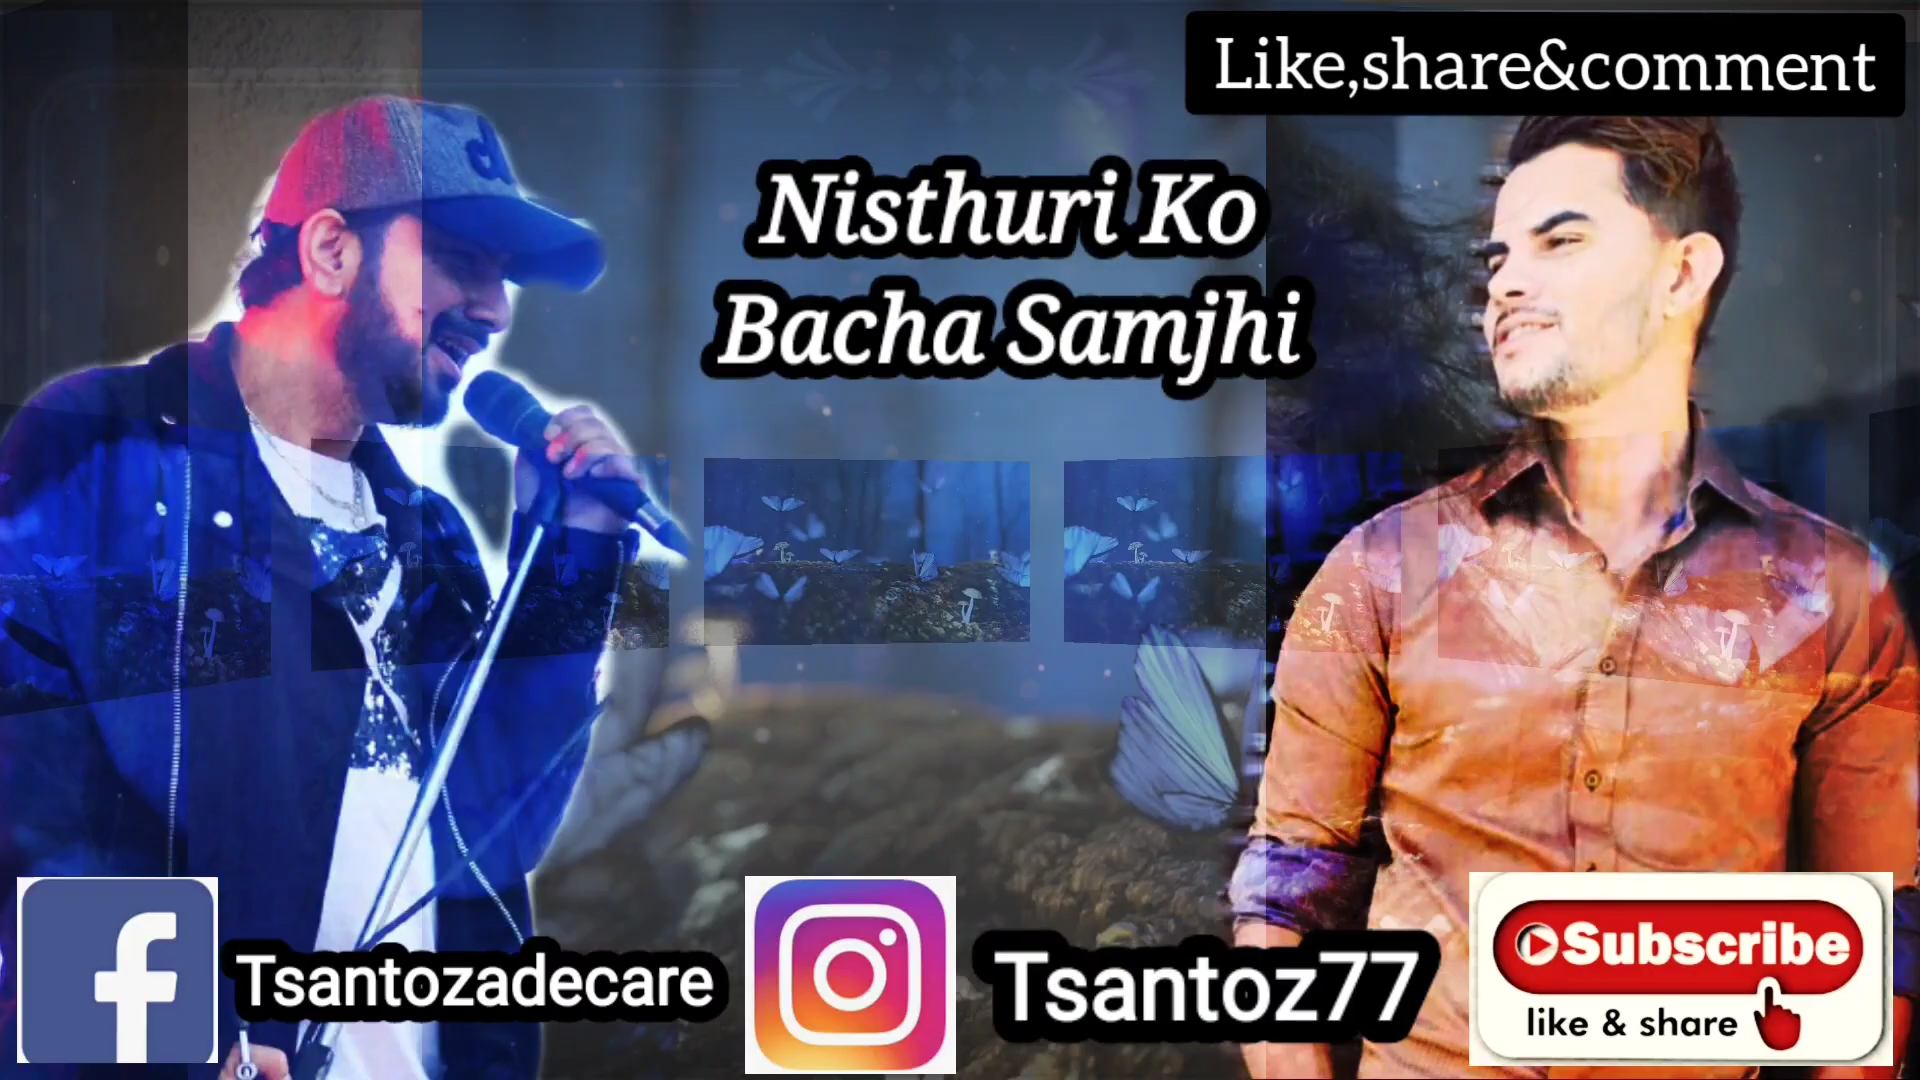 Like,share&comment
Nisthuri Ko
Bacha Samjhi
Tsantozadecare
Tsantoz77
Subscribe
like & share